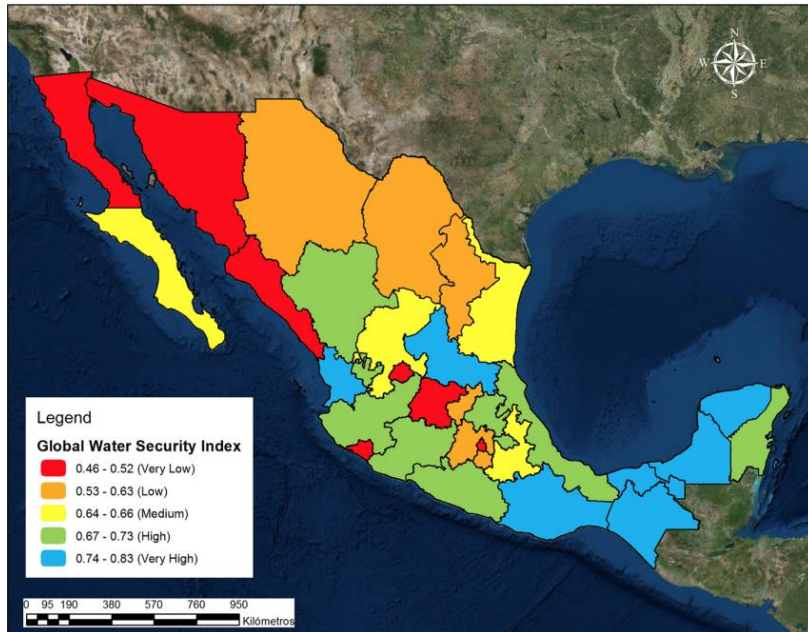 N
W E
S
Legend
Global Water Security Index
0.46 - 0.52 (Very Low)
0.53 - 0.63 (Low)
0.64 - 0.66 (Medium)
0.67 - 0.73 (High)
0.74 - 0.83 (Very High)
0 95 190 380 570 760 950
Kilómetros